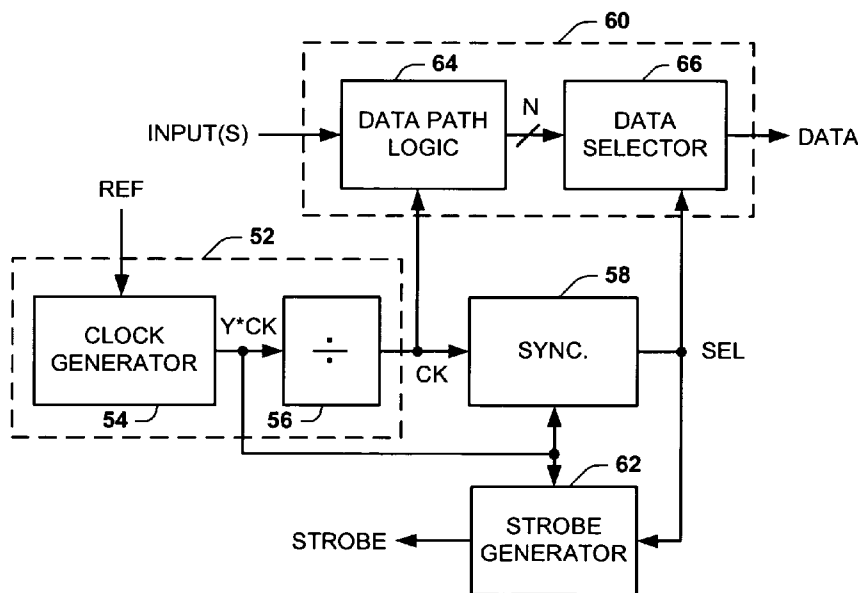 60
64
66
N
INPUT(S)
DATA PATH
LOGIC
DATA
SELECTOR
DATA
REF
52
58
CLOCK
GENERATOR
Y*CK
÷
CK
SYNC.
SEL
54
56
62
STROBE
STROBE
GENERATOR